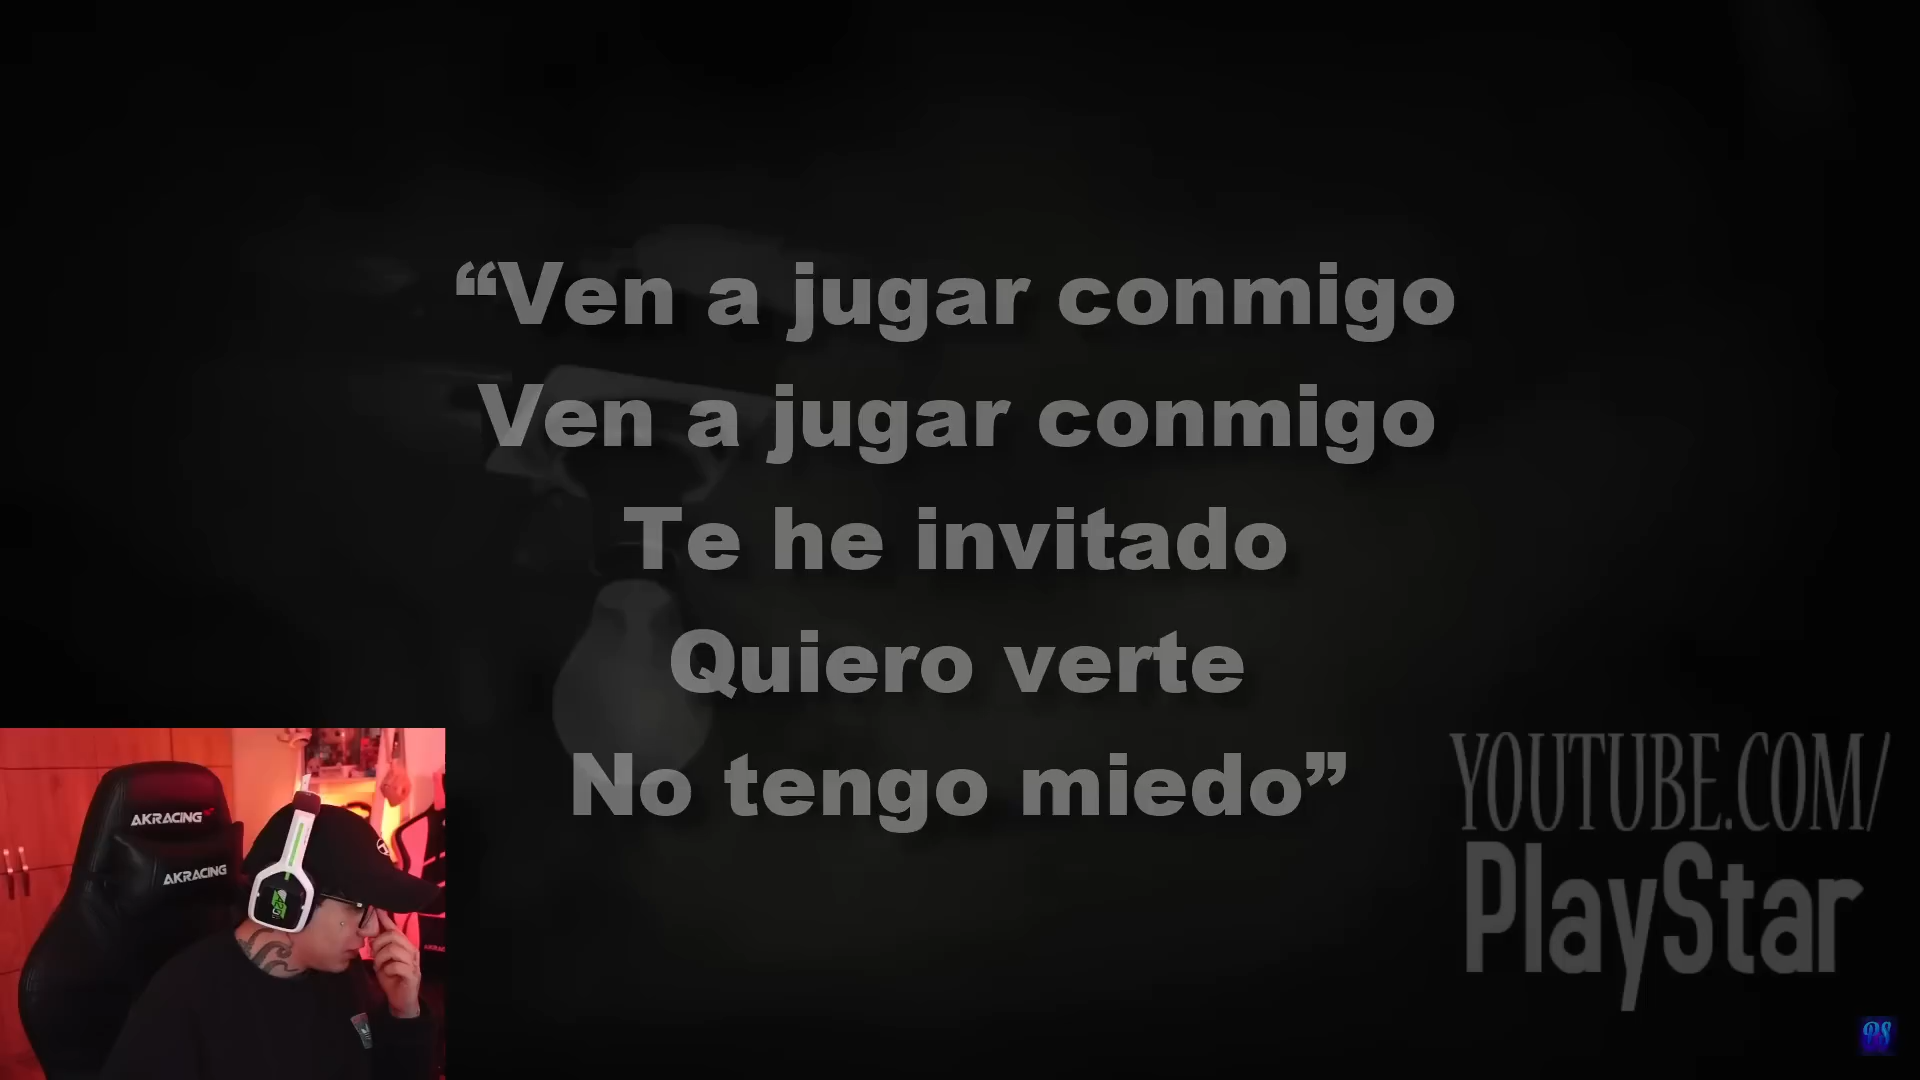 “Ven a jugar conmigo
Ven a jugar conmigo
Te he invitado
Quiero verte
No tengo miedo”
YOUTUBE.COM/
PlayStar
PS
AKRACING
AKRACING